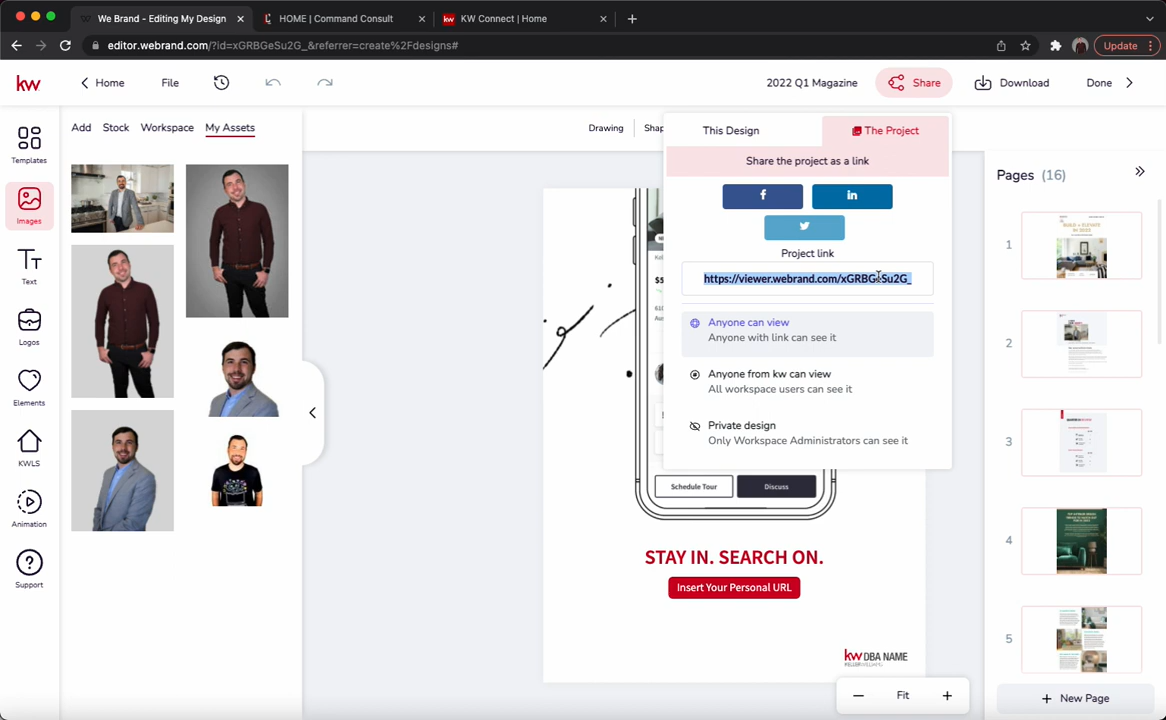 We Brand - Editing My Design
HOME | Command Consult
KW Connect | Home
editor.webrand.com/?id=xGRBGeSu2G_&referrer=create%2Fdesigns#
Update
kw
Home
File
2022 Q1 Magazine
Share
Download
Done
Templates
Images
Text
Logos
Elements
KWLS
Animation
Support
Add
Stock
Workspace
My Assets
Drawing
This Design
The Project
Share the project as a link
Project link
https://viewer.webrand.com/xGRBGeSu2G_
Anyone can view
Anyone with link can see it
Anyone from kw can view
All workspace users can see it
Private design
Only Workspace Administrators can see it
Schedule Tour
Discuss
STAY IN. SEARCH ON.
Insert Your Personal URL
kw DBA NAME
KELLERWILLIAMS
Fit
Pages (16)
1
2
3
4
5
New Page